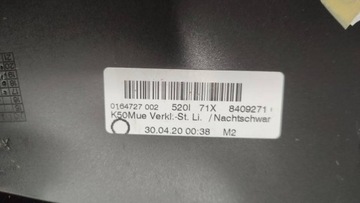 0164727 002 520I 71X 8409271
K50Mue Verkl.-St. Li. /Nachtschwar
30.04.20 00:38 M2